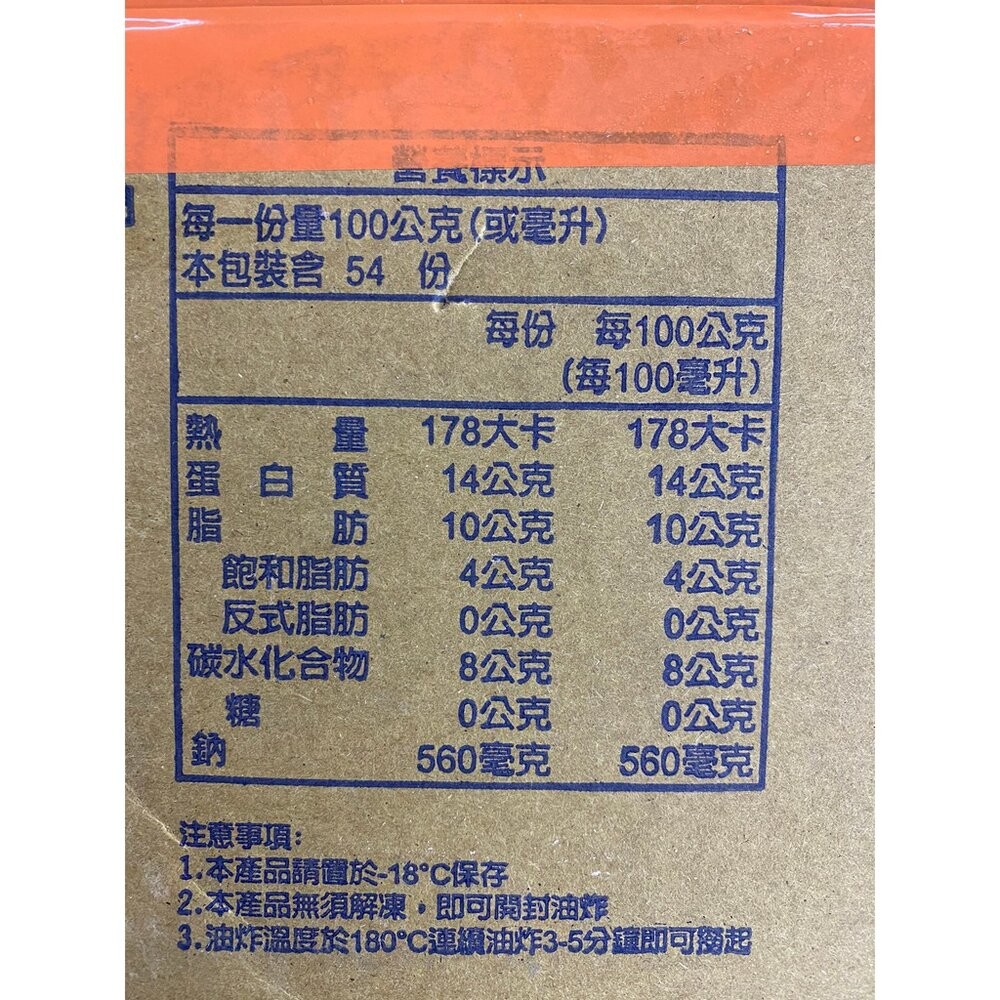 營養標示
每一份量100公克(或毫升)
本包裝含 54 份
每份 每100公克
(每100毫升)
熱量 178大卡 178大卡
蛋白質 14公克 14公克
脂肪 10公克 10公克
飽和脂肪 4公克 4公克
反式脂肪 0公克 0公克
碳水化合物 8公克 8公克
糖 0公克 0公克
鈉 560毫克 560毫克
注意事項:
1.本產品請置於-18°C保存
2.本產品無須解凍,即可開封油炸
3.油炸溫度於180°C連續油炸3-5分鐘即可撈起